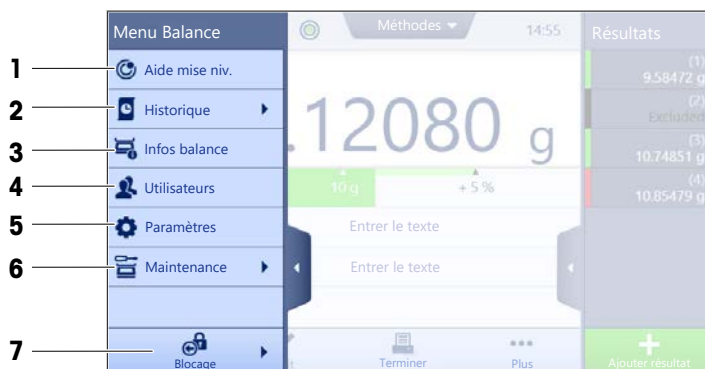 Menu Balance
Méthodes
14:55
Résultats
1
Aide mise niv.
2
Historique
3
Infos balance
4
Utilisateurs
5
Paramètres
6
Maintenance
7
Blocage
.12080 g
10 g
+ 5 %
Entrer le texte
Entrer le texte
t
Terminer
Plus
(1)
9.58472 g
(2)
Excluded
(3)
10.74851 g
(4)
10.85479 g
Ajouter résultat